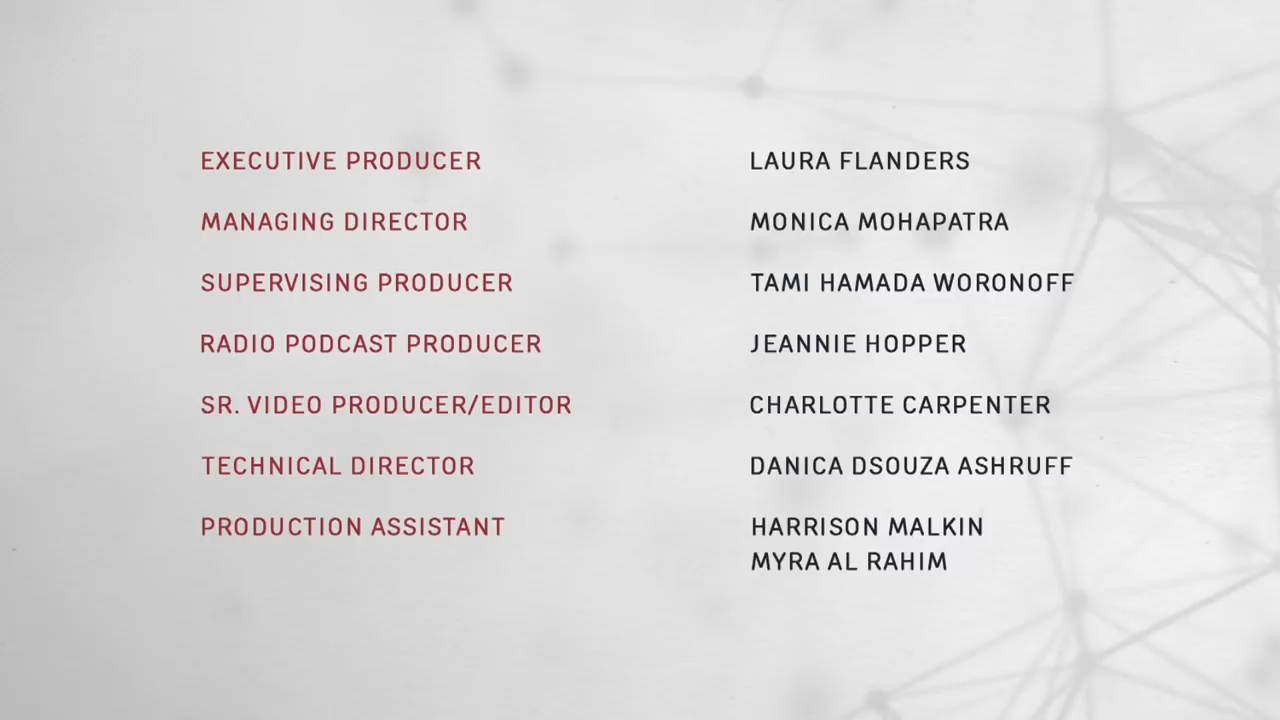 EXECUTIVE PRODUCER LAURA FLANDERS
MANAGING DIRECTOR MONICA MOHAPATRA
SUPERVISING PRODUCER TAMI HAMADA WORONOFF
RADIO PODCAST PRODUCER JEANNIE HOPPER
SR. VIDEO PRODUCER/EDITOR CHARLOTTE CARPENTER
TECHNICAL DIRECTOR DANICA DSOUZA ASHRUFF
PRODUCTION ASSISTANT HARRISON MALKIN
MYRA AL RAHIM